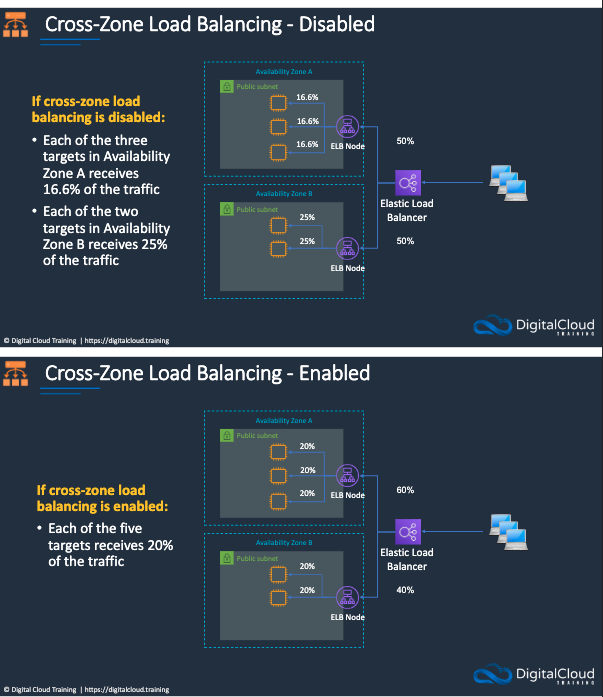 Cross-Zone Load Balancing - Disabled
If cross-zone load
balancing is disabled:
• Each of the three
targets in Availability
Zone A receives
16.6% of the traffic
• Each of the two
targets in Availability
Zone B receives 25%
of the traffic
Availability Zone A
Public subnet
16.6%
16.6%
16.6%
ELB Node
50%
Elastic Load
Balancer
Availability Zone B
Public subnet
25%
25%
ELB Node
50%
DigitalCloud
TRAINING
© Digital Cloud Training | https://digitalcloud.training
Cross-Zone Load Balancing - Enabled
If cross-zone load
balancing is enabled:
• Each of the five
targets receives 20%
of the traffic
Availability Zone A
Public subnet
20%
20%
20%
ELB Node
60%
Elastic Load
Balancer
Availability Zone B
Public subnet
20%
20%
ELB Node
40%
DigitalCloud
TRAINING
© Digital Cloud Training | https://digitalcloud.training